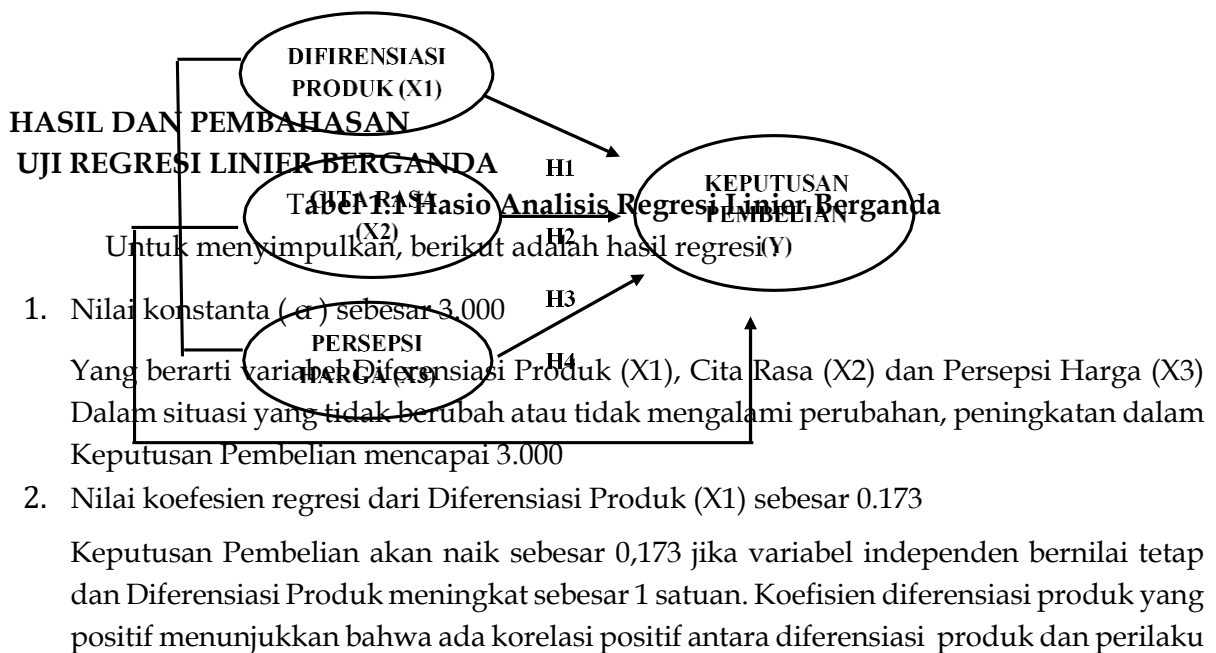 DIFIRENSIASI
PRODUK (X1)
HASIL DAN PEMBAHASAN
UJI REGRESI LINIER BERGANDA
H1
CITA RASA
(X2)
KEPUTUSAN
PEMBELIAN
(Y)
Tabel 1.1 Hasio Analisis Regresi Linier Berganda
H2
Untuk menyimpulkan, berikut adalah hasil regresi :
1. Nilai konstanta ( α ) sebesar 3.000
H3
PERSEPSI
HARGA (X3)
H4
Yang berarti variabel Diferensiasi Produk (X1), Cita Rasa (X2) dan Persepsi Harga (X3)
Dalam situasi yang tidak berubah atau tidak mengalami perubahan, peningkatan dalam
Keputusan Pembelian mencapai 3.000
2. Nilai koefesien regresi dari Diferensiasi Produk (X1) sebesar 0.173
Keputusan Pembelian akan naik sebesar 0,173 jika variabel independen bernilai tetap
dan Diferensiasi Produk meningkat sebesar 1 satuan. Koefisien diferensiasi produk yang
positif menunjukkan bahwa ada korelasi positif antara diferensiasi produk dan perilaku